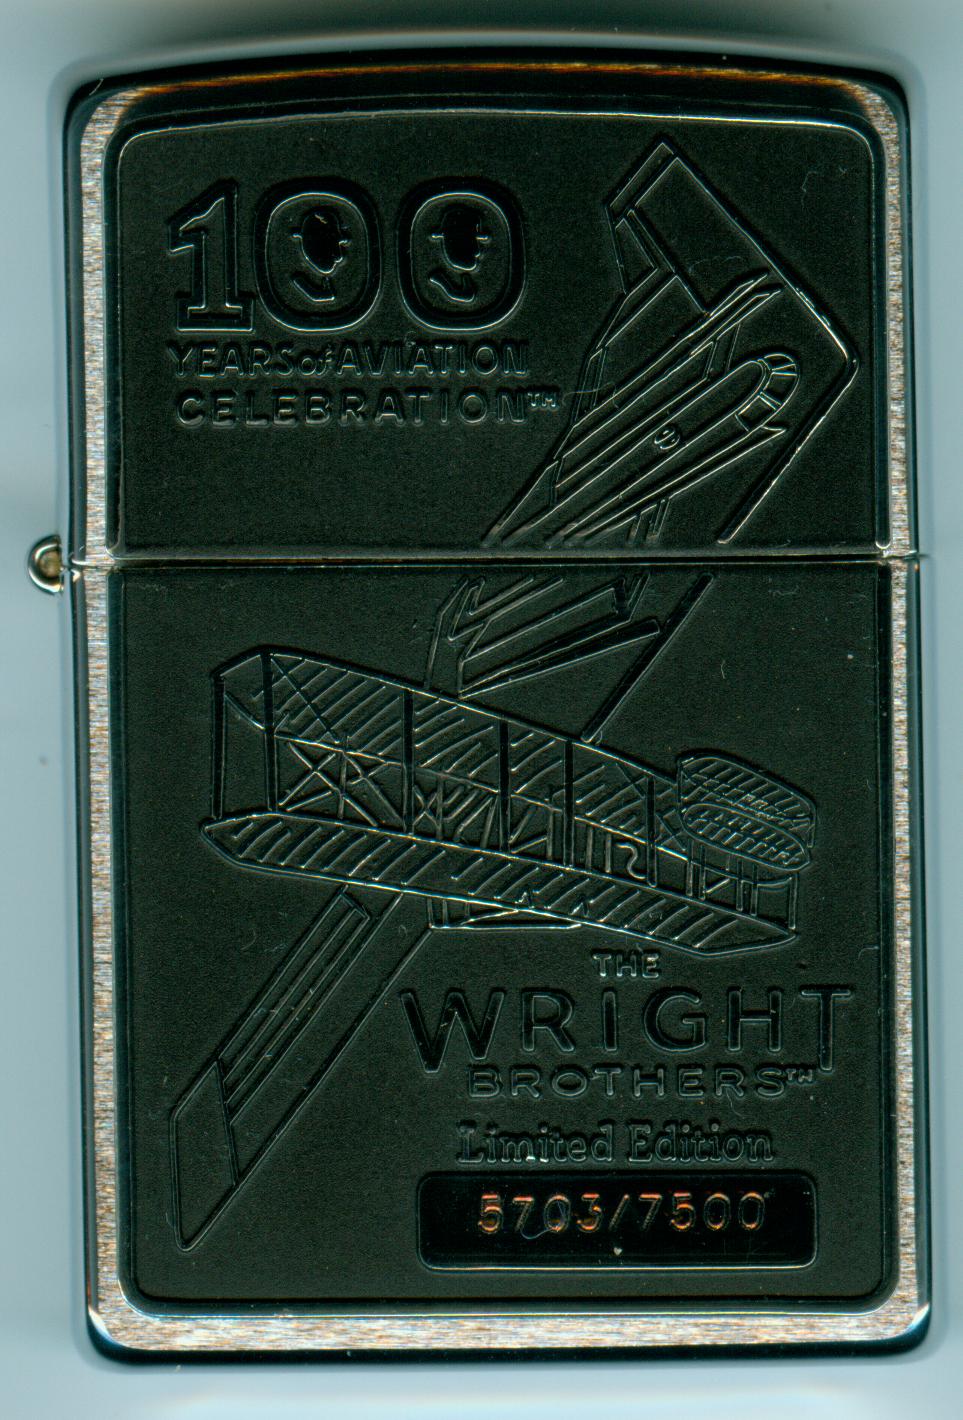 100
YEARS of AVIATION
CELEBRATION™
THE
WRIGHT
BROTHERS™
Limited Edition
5703/7500